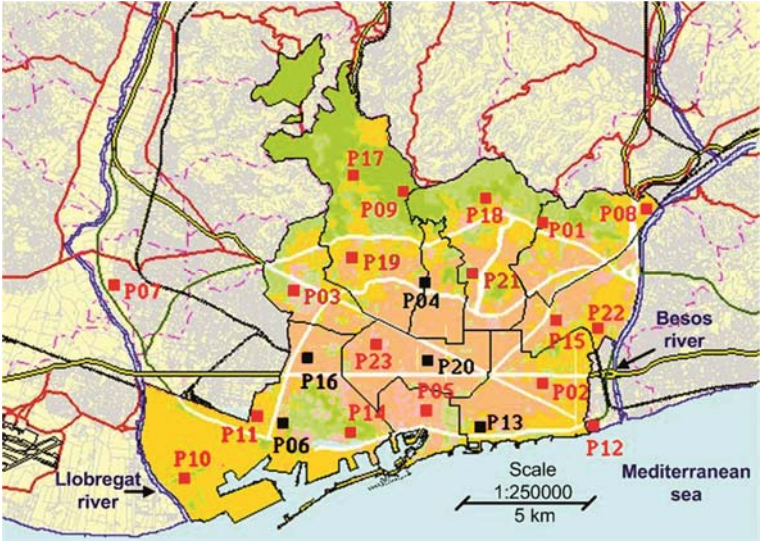 P17
P09
P18
P01
P08
P19
P21
P07
P03
P04
P22
Besos
river
P15
P23
P20
P16
P02
P05
P14
P13
P11
P06
P12
P10
Llobregat
river
Scale
1:250000
5 km
Mediterranean
sea